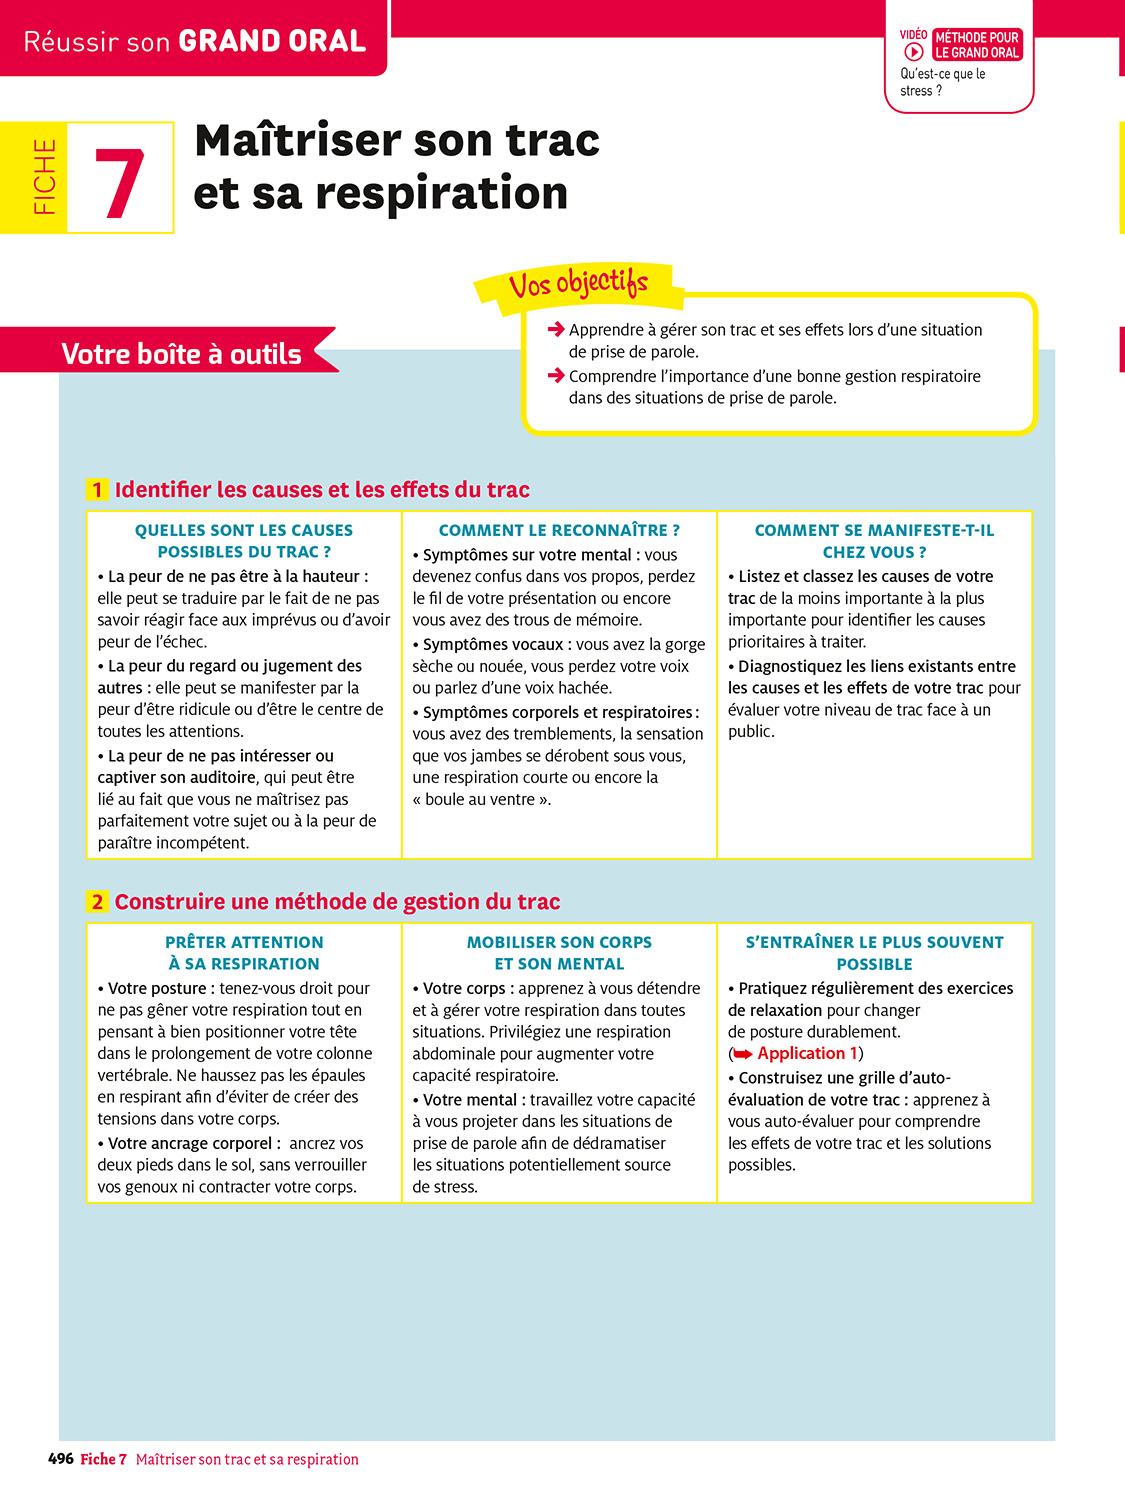 Réussir son GRAND ORAL
VIDÉO
MÉTHODE POUR
LE GRAND ORAL
Qu'est-ce que le
stress ?
FICHE
7
Maîtriser son trac
et sa respiration
Vos objectifs
➔ Apprendre à gérer son trac et ses effets lors d'une situation
de prise de parole.
➔ Comprendre l'importance d'une bonne gestion respiratoire
dans des situations de prise de parole.
Votre boîte à outils
1 Identifier les causes et les effets du trac
QUELLES SONT LES CAUSES
POSSIBLES DU TRAC ?
• La peur de ne pas être à la hauteur :
elle peut se traduire par le fait de ne pas
savoir réagir face aux imprévus ou d'avoir
peur de l'échec.
• La peur du regard ou jugement des
autres : elle peut se manifester par la
peur d'être ridicule ou d'être le centre de
toutes les attentions.
• La peur de ne pas intéresser ou
captiver son auditoire, qui peut être
lié au fait que vous ne maîtrisez pas
parfaitement votre sujet ou à la peur de
paraître incompétent.
COMMENT LE RECONNAÎTRE ?
• Symptômes sur votre mental : vous
devenez confus dans vos propos, perdez
le fil de votre présentation ou encore
vous avez des trous de mémoire.
• Symptômes vocaux : vous avez la gorge
sèche ou nouée, vous perdez votre voix
ou parlez d'une voix hachée.
• Symptômes corporels et respiratoires :
vous avez des tremblements, la sensation
que vos jambes se dérobent sous vous,
une respiration courte ou encore la
« boule au ventre ».
COMMENT SE MANIFESTE-T-IL
CHEZ VOUS ?
• Listez et classez les causes de votre
trac de la moins importante à la plus
importante pour identifier les causes
prioritaires à traiter.
• Diagnostiquez les liens existants entre
les causes et les effets de votre trac pour
évaluer votre niveau de trac face à un
public.
2 Construire une méthode de gestion du trac
PRÊTER ATTENTION
À SA RESPIRATION
• Votre posture : tenez-vous droit pour
ne pas gêner votre respiration tout en
pensant à bien positionner votre tête
dans le prolongement de votre colonne
vertébrale. Ne haussez pas les épaules
en respirant afin d'éviter de créer des
tensions dans votre corps.
• Votre ancrage corporel : ancrez vos
deux pieds dans le sol, sans verrouiller
vos genoux ni contracter votre corps.
MOBILISER SON CORPS
ET SON MENTAL
• Votre corps : apprenez à vous détendre
et à gérer votre respiration dans toutes
situations. Privilégiez une respiration
abdominale pour augmenter votre
capacité respiratoire.
• Votre mental : travaillez votre capacité
à vous projeter dans les situations de
prise de parole afin de dédramatiser
les situations potentiellement source
de stress.
S'ENTRAÎNER LE PLUS SOUVENT
POSSIBLE
• Pratiquez régulièrement des exercices
de relaxation pour changer
de posture durablement.
(➥ Application 1)
• Construisez une grille d'auto-
évaluation de votre trac : apprenez à
vous auto-évaluer pour comprendre
les effets de votre trac et les solutions
possibles.
496 Fiche 7 Maîtriser son trac et sa respiration